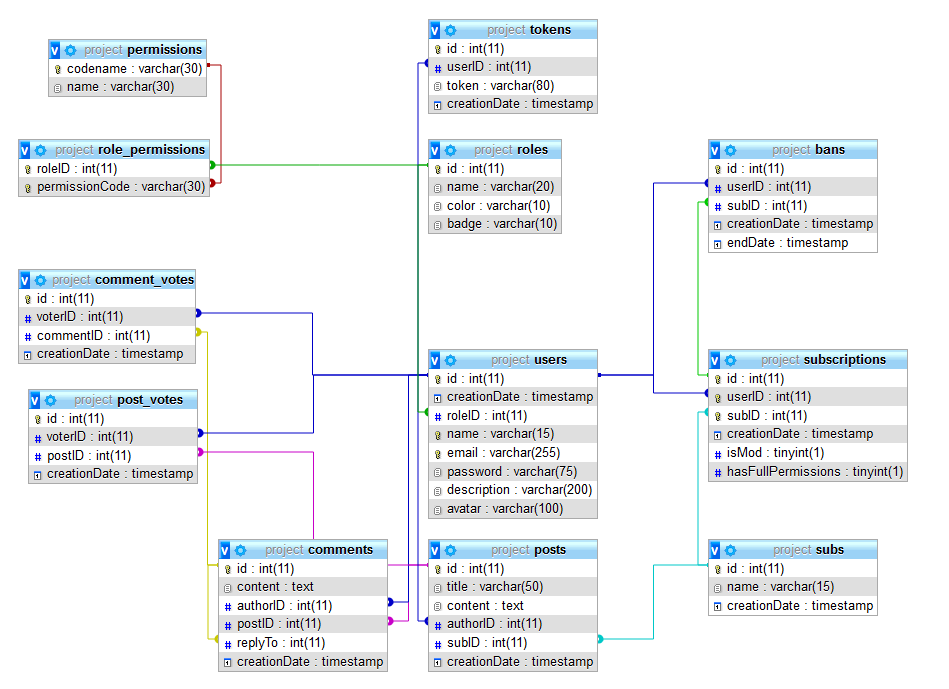 project permissions
codename : varchar(30)
name : varchar(30)
project tokens
id : int(11)
userID : int(11)
token : varchar(80)
creationDate : timestamp
project role_permissions
roleID : int(11)
permissionCode : varchar(30)
project roles
id : int(11)
name : varchar(20)
color : varchar(10)
badge : varchar(10)
project bans
id : int(11)
userID : int(11)
subID : int(11)
creationDate : timestamp
endDate : timestamp
project comment_votes
id : int(11)
voterID : int(11)
commentID : int(11)
creationDate : timestamp
project post_votes
id : int(11)
voterID : int(11)
postID : int(11)
creationDate : timestamp
project users
id : int(11)
creationDate : timestamp
roleID : int(11)
name : varchar(15)
email : varchar(255)
password : varchar(75)
description : varchar(200)
avatar : varchar(100)
project subscriptions
id : int(11)
userID : int(11)
subID : int(11)
creationDate : timestamp
isMod : tinyint(1)
hasFullPermissions : tinyint(1)
project comments
id : int(11)
content : text
authorID : int(11)
postID : int(11)
replyTo : int(11)
creationDate : timestamp
project posts
id : int(11)
title : varchar(50)
content : text
authorID : int(11)
subID : int(11)
creationDate : timestamp
project subs
id : int(11)
name : varchar(15)
creationDate : timestamp